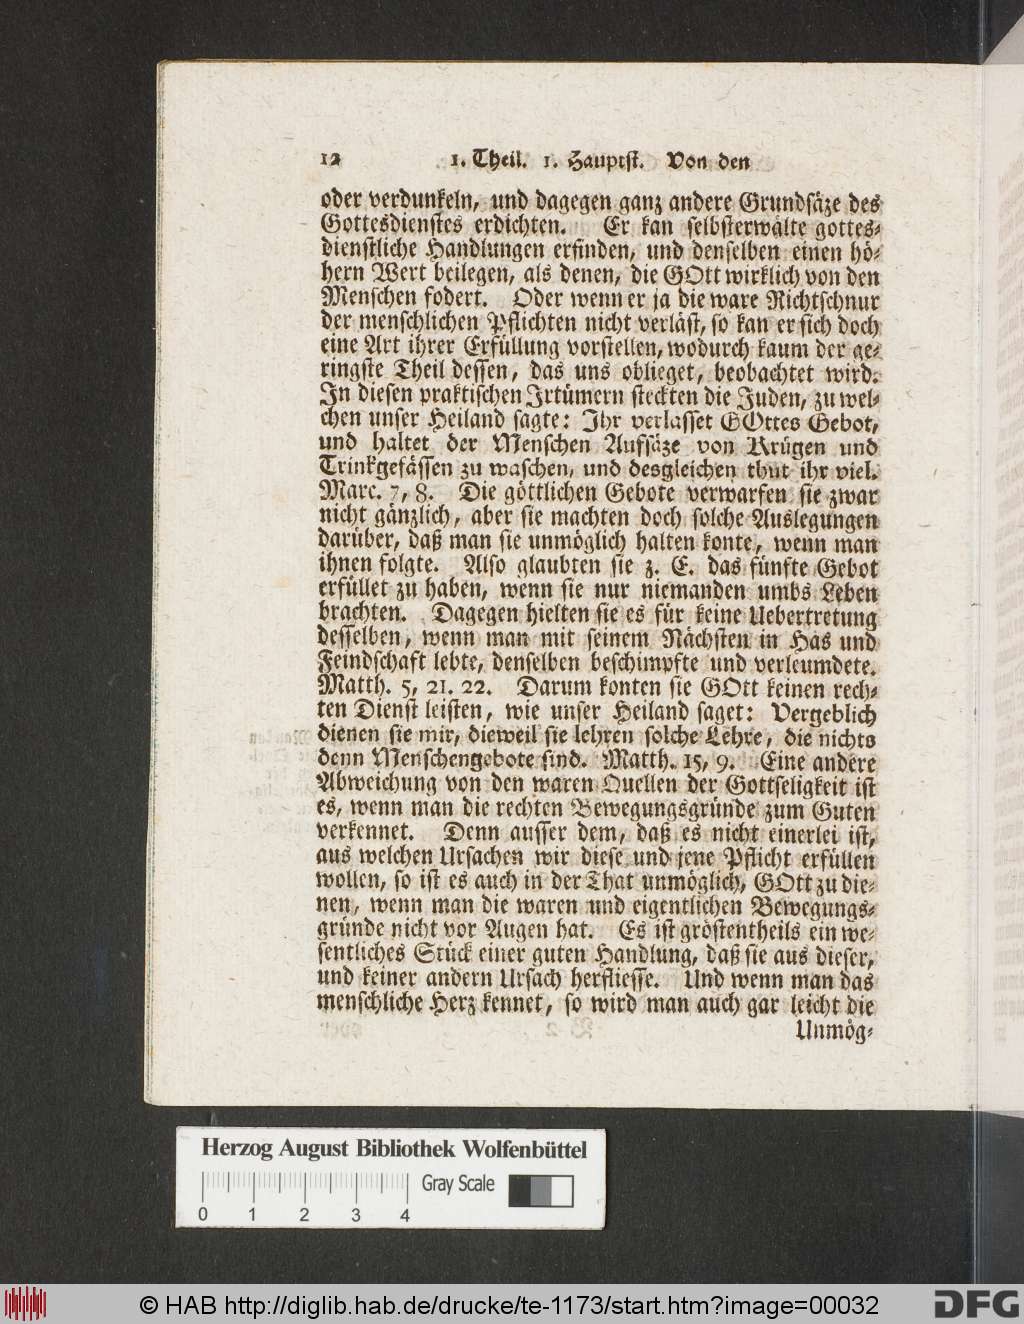 12 1. Theil. 1. Hauptst. Von den
oder verdunkeln, und dagegen ganz andere Grundsäze des
Gottesdienstes erdichten. Er kan selbsterwälte gottes-
dienstliche Handlungen erfinden, und denselben einen hö-
hern Wert beilegen, als denen, die GOtt wirklich von den
Menschen fodert. Oder wenn er ja die ware Richtschnur
der menschlichen Pflichten nicht verläst, so kan er sich doch
eine Art ihrer Erfüllung vorstellen, wodurch kaum der ge-
ringste Theil dessen, das uns oblieget, beobachtet wird.
In diesen praktischen Irtümern steckten die Juden, zu wel-
chen unser Heiland sagte: Ihr verlasset GOttes Gebot,
und haltet der Menschen Aufsäze von Krügen und
Trinkgefässen zu waschen, und desgleichen thut ihr viel.
Marc. 7, 8. Die göttlichen Gebote verwarfen sie zwar
nicht gänzlich, aber sie machten doch solche Auslegungen
darüber, daß man sie unmöglich halten konte, wenn man
ihnen folgte. Also glaubten sie z. E. das fünfte Gebot
erfüllet zu haben, wenn sie nur niemanden umbs Leben
brachten. Dagegen hielten sie es für keine Uebertretung
desselben, wenn man mit seinem Nächsten in Has und
Feindschaft lebte, denselben beschimpfte und verleumdete.
Matth. 5, 21. 22. Darum konten sie GOtt keinen rech-
ten Dienst leisten, wie unser Heiland saget: Vergeblich
dienen sie mir, dieweil sie lehren solche Lehre, die nichts
denn Menschengebote sind. Matth. 15, 9. Eine andere
Abweichung von den waren Quellen der Gottseligkeit ist
es, wenn man die rechten Bewegungsgründe zum Guten
verkennet. Denn ausser dem, daß es nicht einerlei ist,
aus welchen Ursachen wir diese und jene Pflicht erfüllen
wollen, so ist es auch in der That unmöglich, GOtt zu die-
nen, wenn man die waren und eigentlichen Bewegungs-
gründe nicht vor Augen hat. Es ist gröstentheils ein we-
sentliches Stück einer guten Handlung, daß sie aus dieser,
und keiner andern Ursach herfliesse. Und wenn man das
menschliche Herz kennet, so wird man auch gar leicht die
Unmög-
Herzog August Bibliothek Wolfenbüttel
Gray Scale
0 1 2 3 4
© HAB http://diglib.hab.de/drucke/te-1173/start.htm?image=00032
DFG